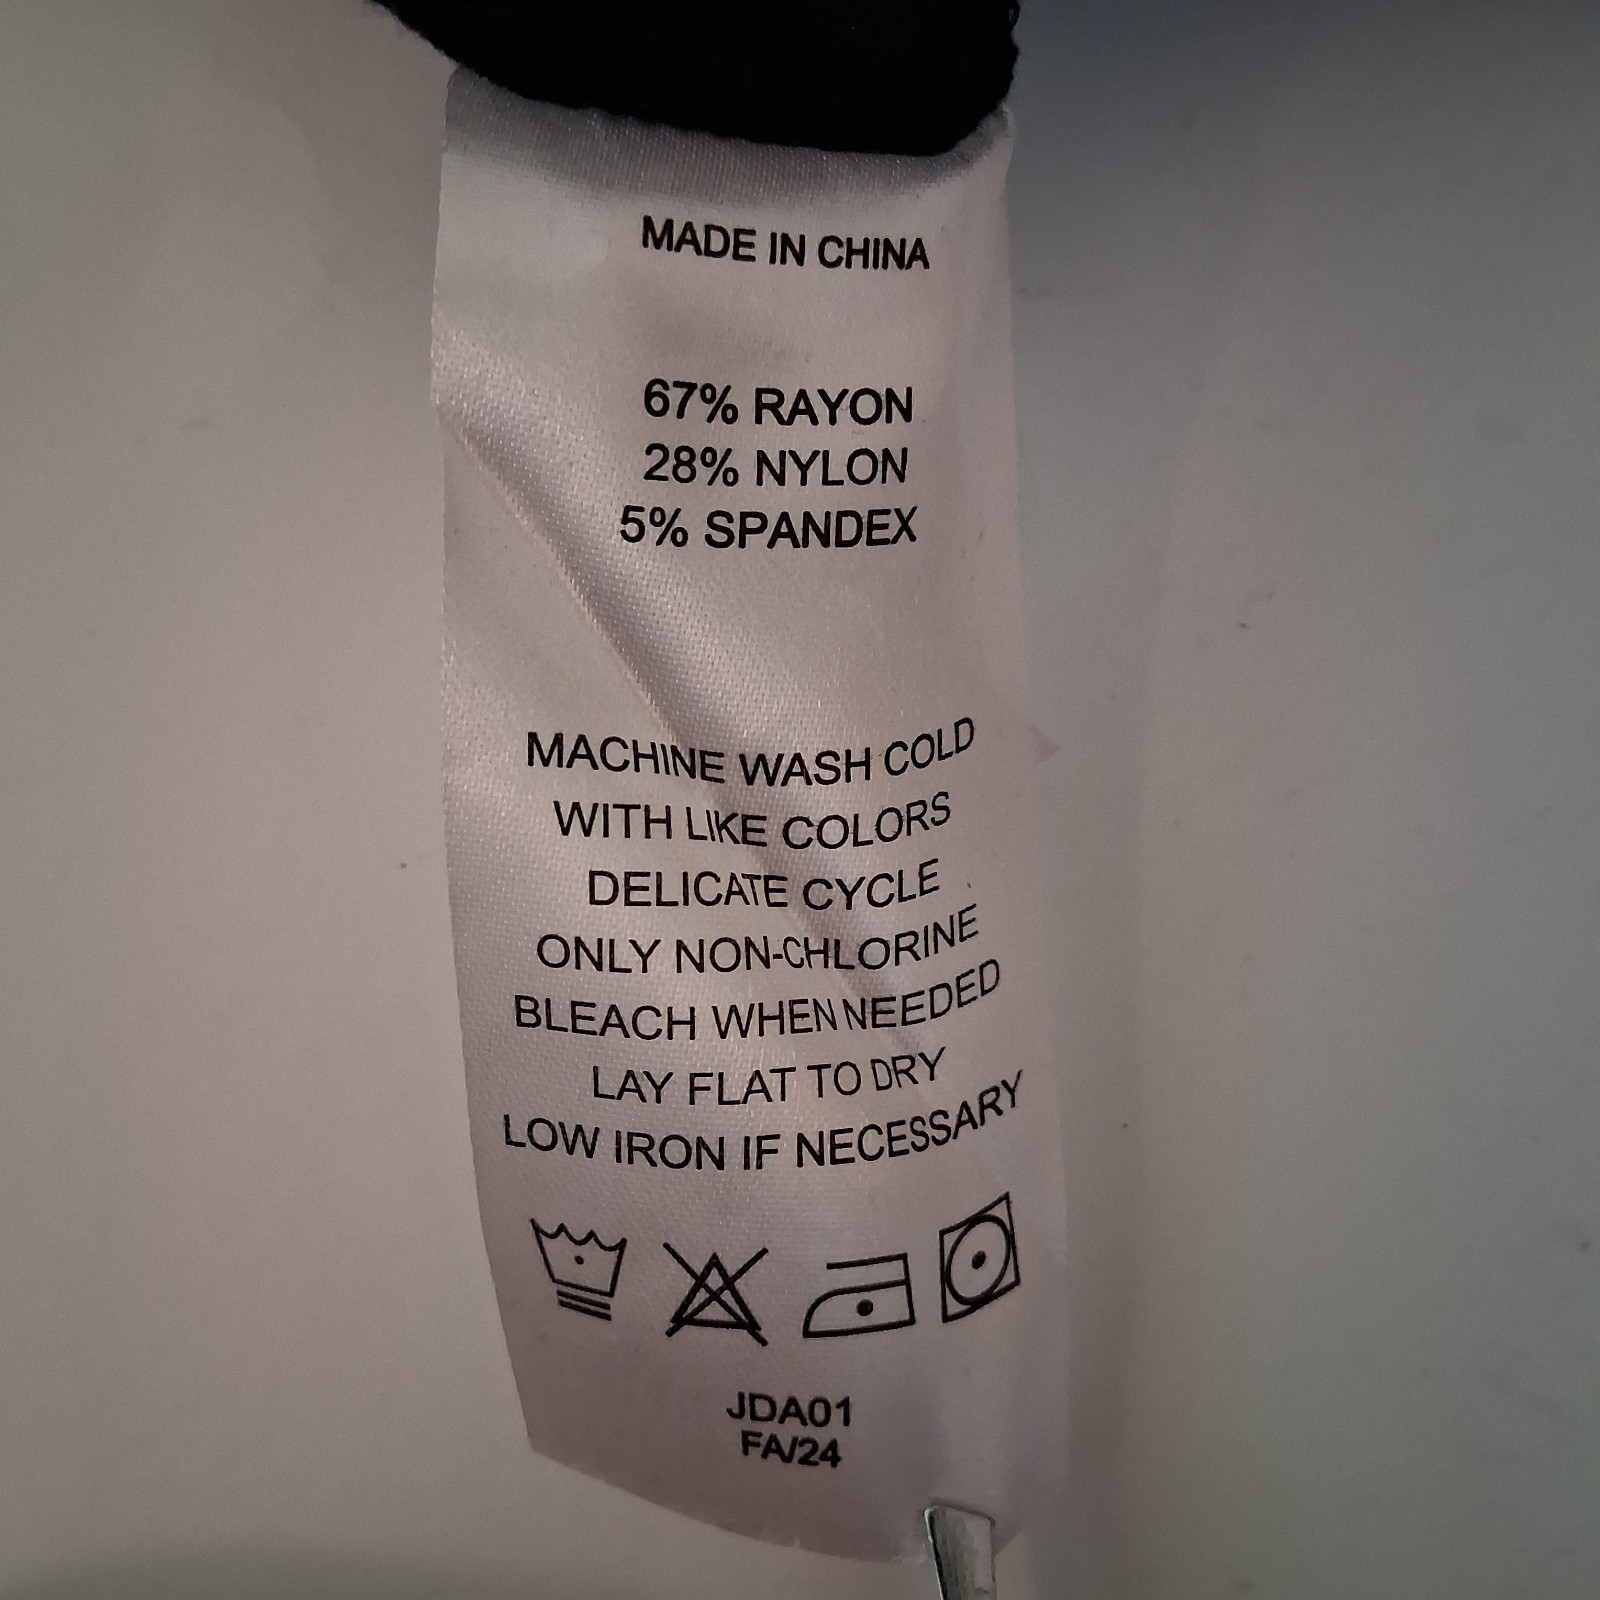 MADE IN CHINA
67% RAYON
28% NYLON
5% SPANDEX
MACHINE WASH COLD
WITH LIKE COLORS
DELICATE CYCLE
ONLY NON-CHLORINE
BLEACH WHEN NEEDED
LAY FLAT TO DRY
LOW IRON IF NECESSARY
JDA01
FA/24